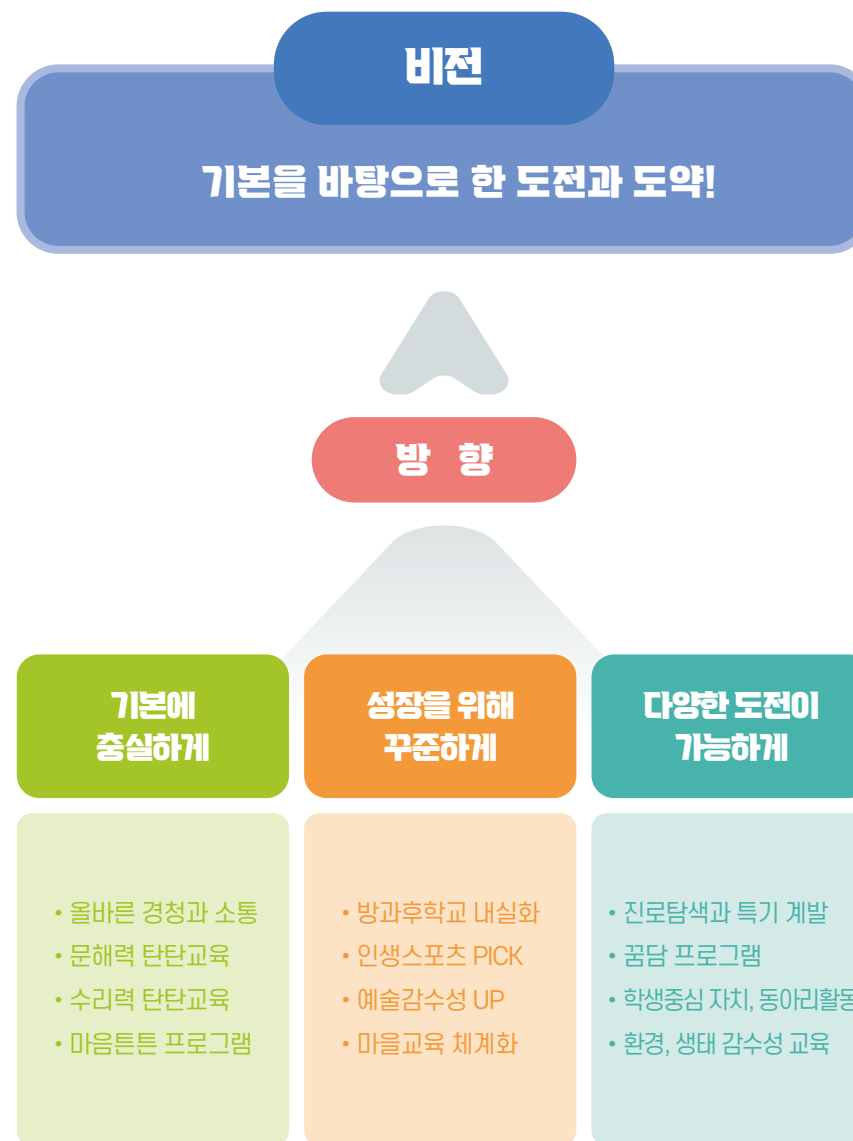 비전
기본을 바탕으로 한 도전과 도약!
방 향
기본에
충실하게
• 올바른 경청과 소통
• 문해력 탄탄교육
• 수리력 탄탄교육
• 마음튼튼 프로그램
성장을 위해
꾸준하게
• 방과후학교 내실화
• 인생스포츠 PICK
• 예술감수성 UP
• 마을교육 체계화
다양한 도전이
가능하게
• 진로탐색과 특기 계발
• 꿈담 프로그램
• 학생중심 자치, 동아리활동
• 환경, 생태 감수성 교육